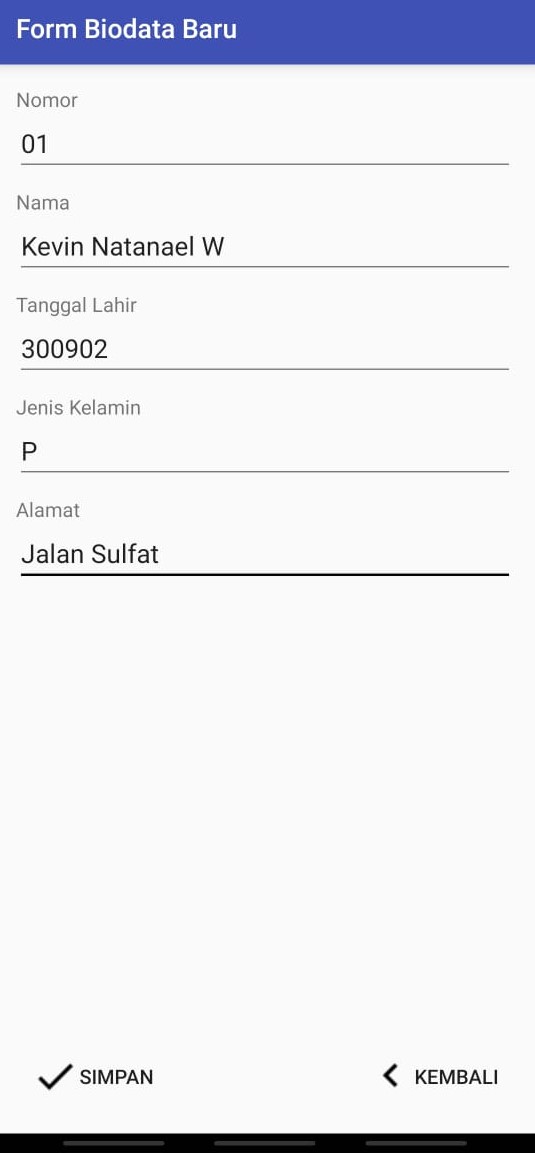 Form Biodata Baru
Nomor
01
Nama
Kevin Natanael W
Tanggal Lahir
300902
Jenis Kelamin
P
Alamat
Jalan Sulfat
SIMPAN
KEMBALI